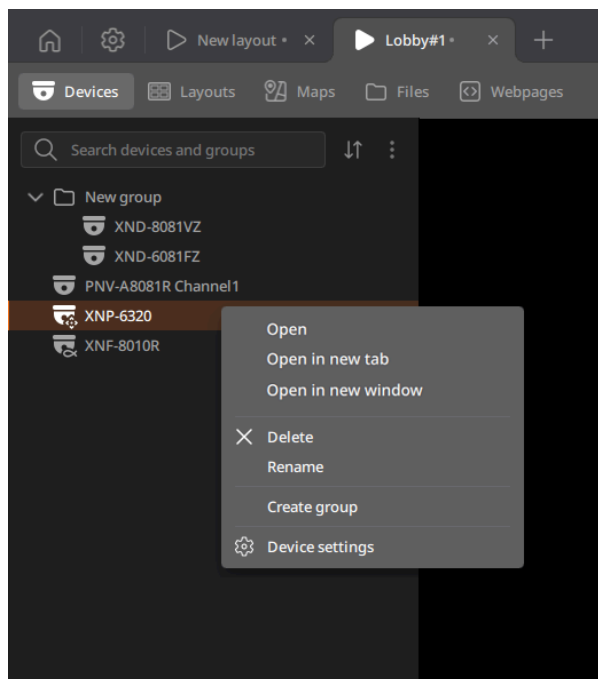 New layout • ×
Lobby#1 • × +
Devices Layouts Maps Files Webpages
Search devices and groups
New group
XND-8081VZ
XND-6081FZ
PNV-A8081R Channel1
XNP-6320
XNF-8010R
Open
Open in new tab
Open in new window
Delete
Rename
Create group
Device settings